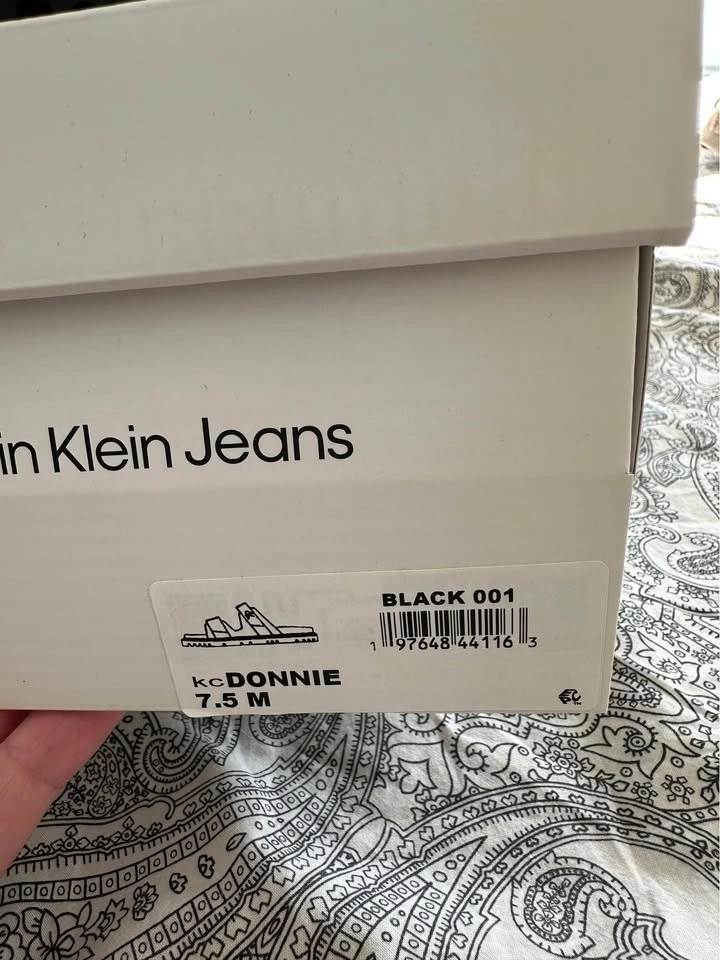 in Klein Jeans
BLACK 001
1 97648 44116 3
kcDONNIE
7.5 M